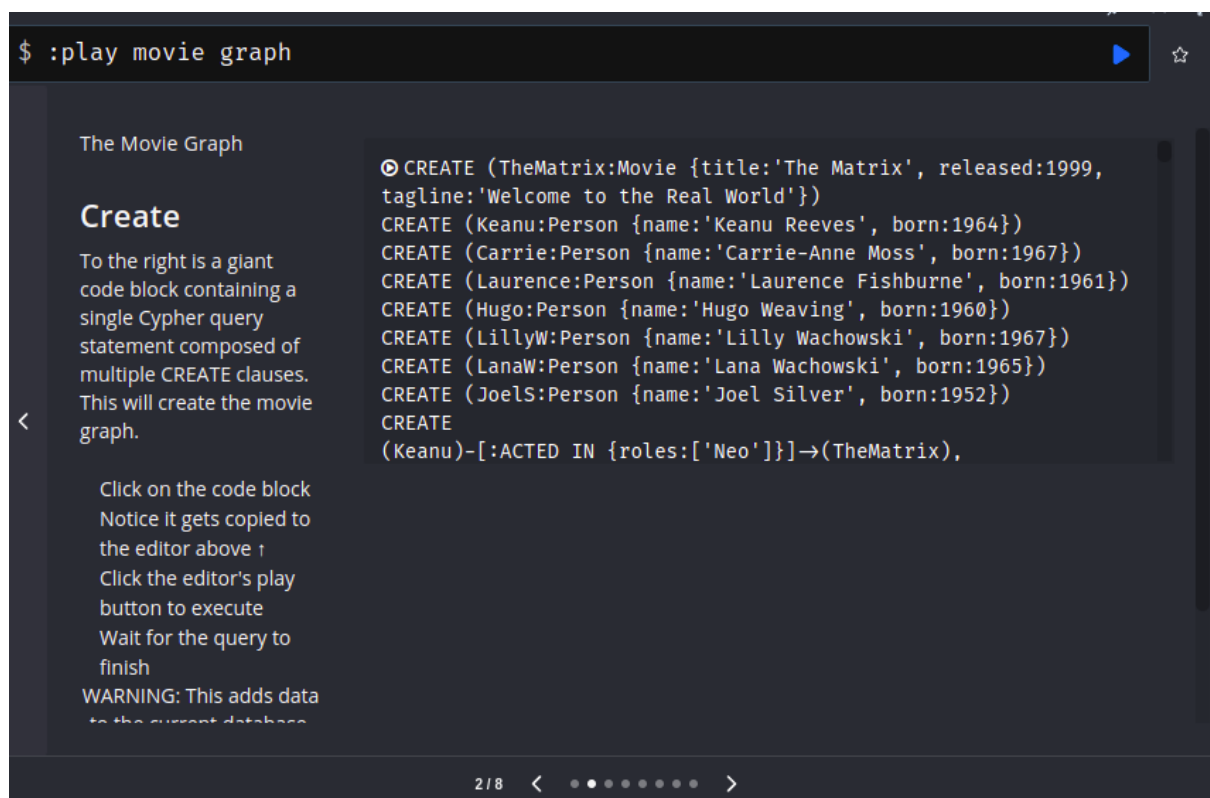 $ :play movie graph
The Movie Graph
Create
To the right is a giant
code block containing a
single Cypher query
statement composed of
multiple CREATE clauses.
This will create the movie
graph.
Click on the code block
Notice it gets copied to
the editor above ↑
Click the editor's play
button to execute
Wait for the query to
finish
WARNING: This adds data
to the current database
CREATE (TheMatrix:Movie {title:'The Matrix', released:1999,
tagline:'Welcome to the Real World'})
CREATE (Keanu:Person {name:'Keanu Reeves', born:1964})
CREATE (Carrie:Person {name:'Carrie-Anne Moss', born:1967})
CREATE (Laurence:Person {name:'Laurence Fishburne', born:1961})
CREATE (Hugo:Person {name:'Hugo Weaving', born:1960})
CREATE (LillyW:Person {name:'Lilly Wachowski', born:1967})
CREATE (LanaW:Person {name:'Lana Wachowski', born:1965})
CREATE (JoelS:Person {name:'Joel Silver', born:1952})
CREATE
(Keanu)-[:ACTED_IN {roles:['Neo']}]→(TheMatrix),
2/8